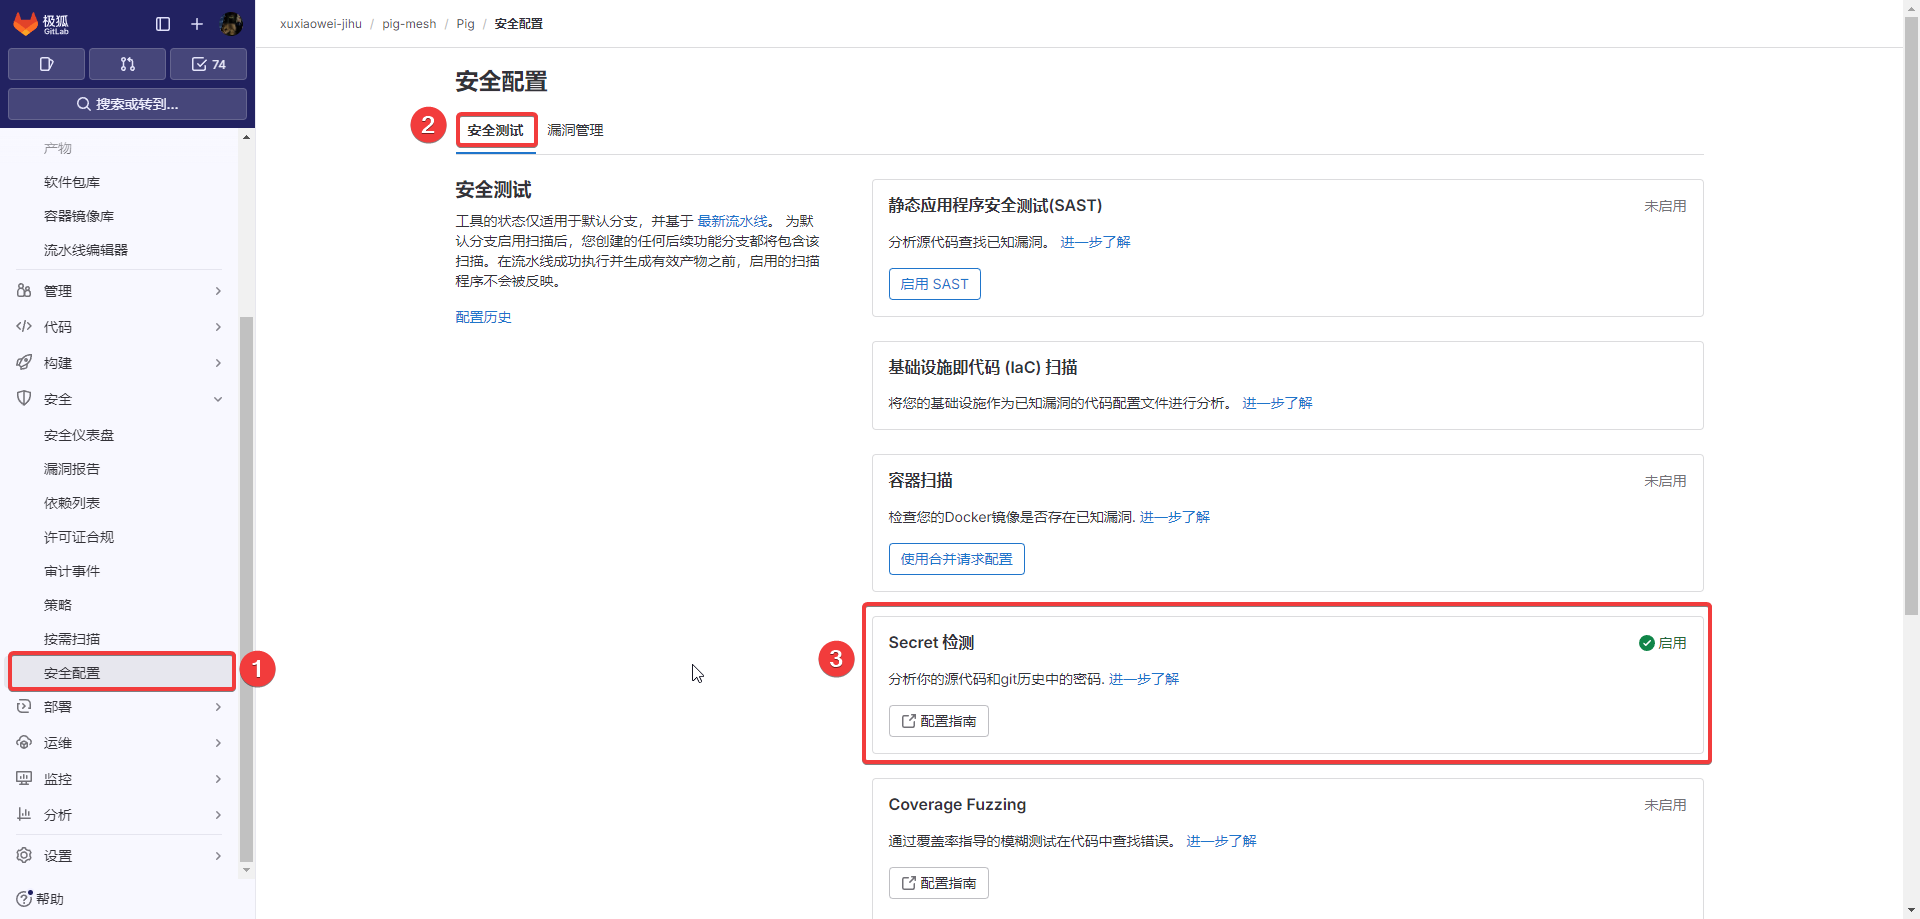 极狐
GitLab
74
搜索或转到...
产物
软件包库
容器镜像库
流水线编辑器
管理
代码
构建
安全
安全仪表盘
漏洞报告
依赖列表
许可证合规
审计事件
策略
按需扫描
安全配置
1
部署
运维
监控
分析
设置
帮助
xuxiaowei-jihu / pig-mesh / Pig / 安全配置
安全配置
2
安全测试 漏洞管理
安全测试
工具的状态仅适用于默认分支，并基于 最新流水线。 为默
认分支启用扫描后，您创建的任何后续功能分支都将包含该
扫描。在流水线成功执行并生成有效产物之前，启用的扫描
程序不会被反映。
配置历史
静态应用程序安全测试(SAST) 未启用
分析源代码查找已知漏洞。 进一步了解
启用 SAST
基础设施即代码 (IaC) 扫描
将您的基础设施作为已知漏洞的代码配置文件进行分析。 进一步了解
容器扫描 未启用
检查您的Docker镜像是否存在已知漏洞. 进一步了解
使用合并请求配置
3
Secret 检测 启用
分析你的源代码和git历史中的密码. 进一步了解
配置指南
Coverage Fuzzing 未启用
通过覆盖率指导的模糊测试在代码中查找错误。 进一步了解
配置指南